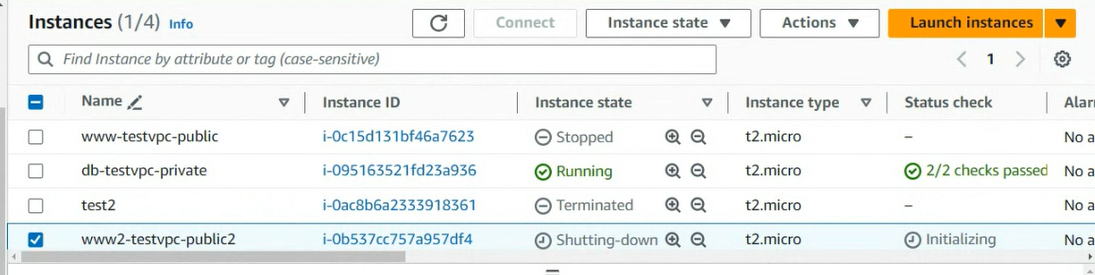 Instances (1/4) Info Connect Instance state Actions Launch instances
Find Instance by attribute or tag (case-sensitive) 1
Name Instance ID Instance state Instance type Status check Alar
www-testvpc-public i-0c15d131bf46a7623 Stopped t2.micro – No a
db-testvpc-private i-095163521fd23a936 Running t2.micro 2/2 checks passed No a
test2 i-0ac8b6a2333918361 Terminated t2.micro – No a
www2-testvpc-public2 i-0b537cc757a957df4 Shutting-down t2.micro Initializing No a